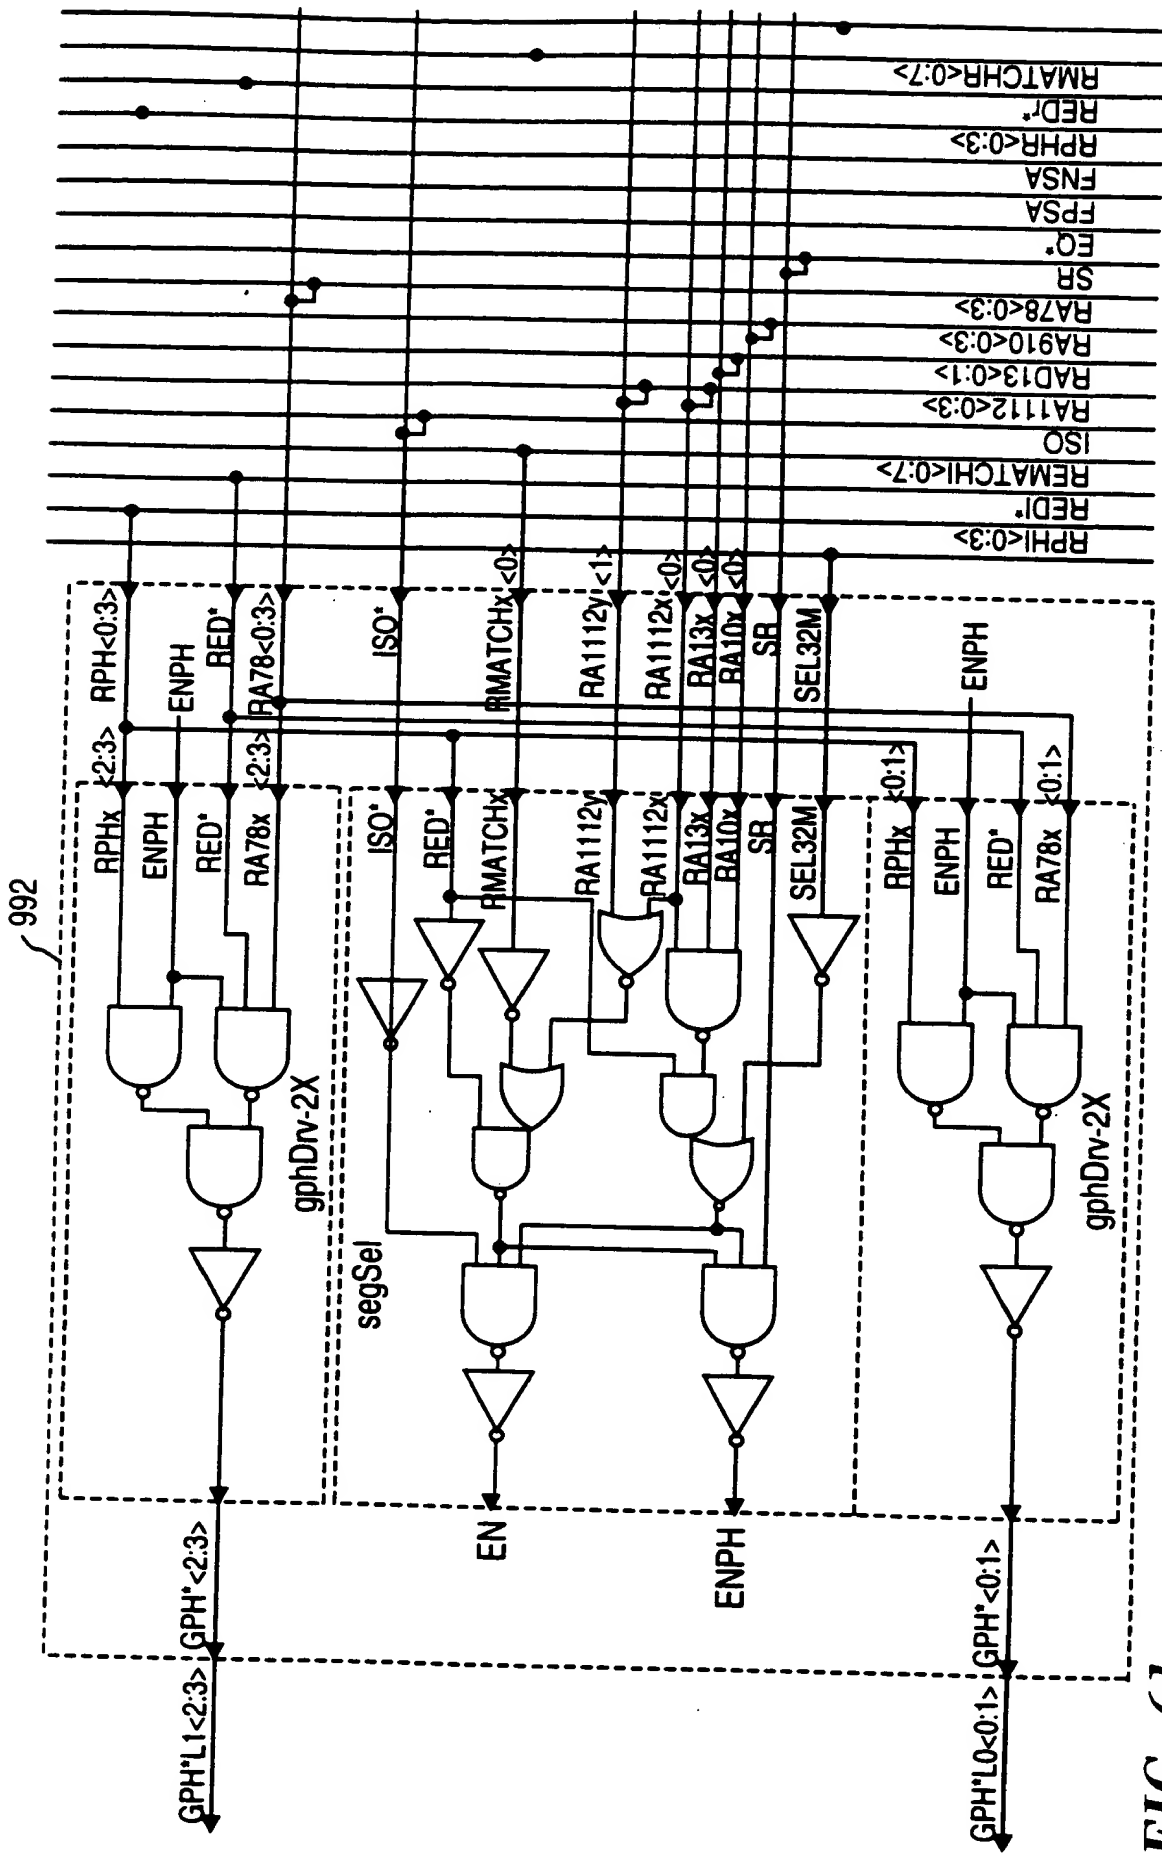 RMATCHR<0:7>
REDr*
RPHR<0:3>
FNSA
FPSA
EQ*
SR
RA78<0:3>
RA910<0:3>
RAD13<0:1>
RA1112<0:3>
ISO
REMATCHI<0:7>
REDI*
RPHI<0:3>
992
RPH<0:3>
ENPH
RED*
RA78<0:3>
ISO*
RMATCHx <0>
RA1112y <1>
RA1112x <0>
RA13x <0>
RA10x <0>
SR
SEL32M
ENPH
<2:3>
<2:3>
<0:1>
<0:1>
RPHx
ENPH
RED*
RA78x
ISO*
RED*
RMATCHx
RA1112y
RA1112x
RA13x
RA10x
SR
SEL32M
RPHx
ENPH
RED*
RA78x
gphDrv-2X
segSel
gphDrv-2X
EN
ENPH
GPH*<2:3>
GPH*<0:1>
GPH*L1<2:3>
GPH*L0<0:1>